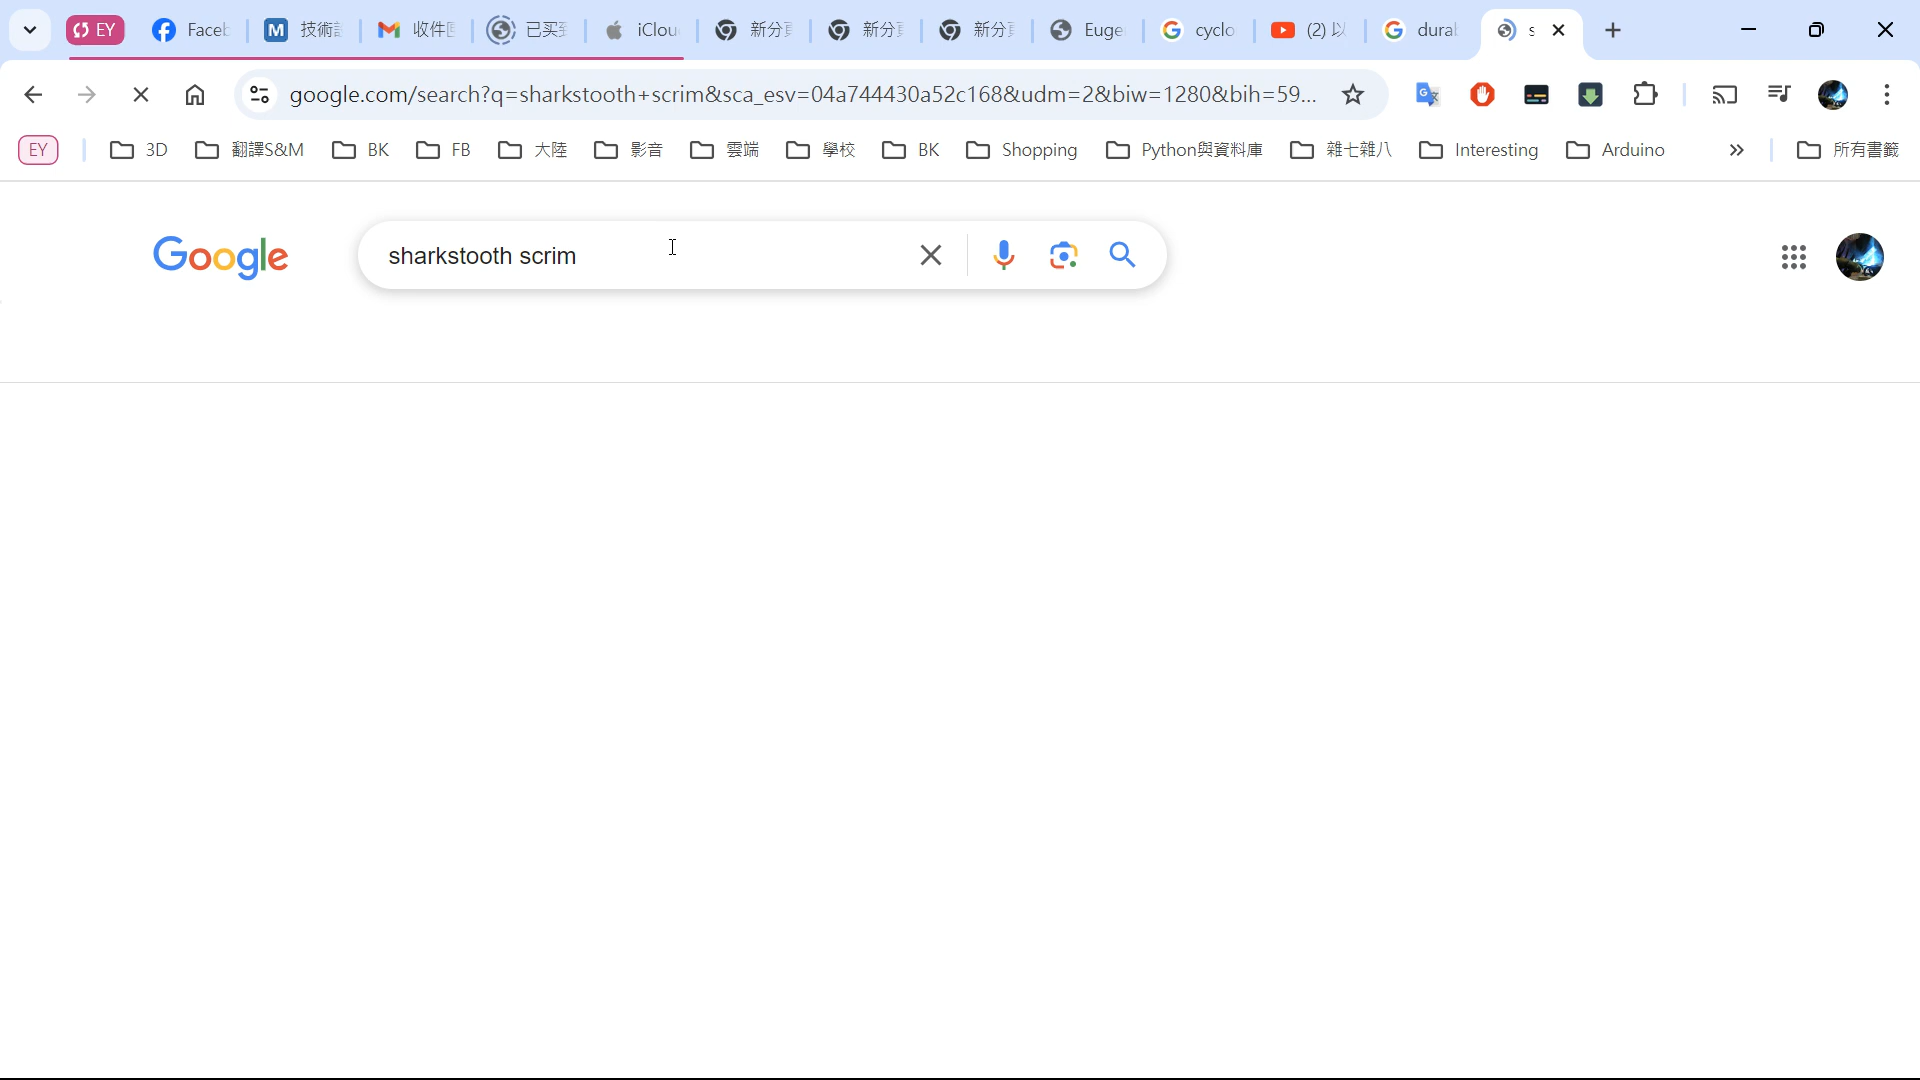 EY Faceb 技術 收件 已买 iClou 新分 新分 新分 Euge cyclo (2) 以 dura s
google.com/search?q=sharkstooth+scrim&sca_esv=04a744430a52c168&udm=2&biw=1280&bih=59...
EY 3D 翻譯S&M BK FB 大陸 影音 雲端 學校 BK Shopping Python與資料庫 雜七雜八 Interesting Arduino » 所有書籤
Google sharkstooth scrim